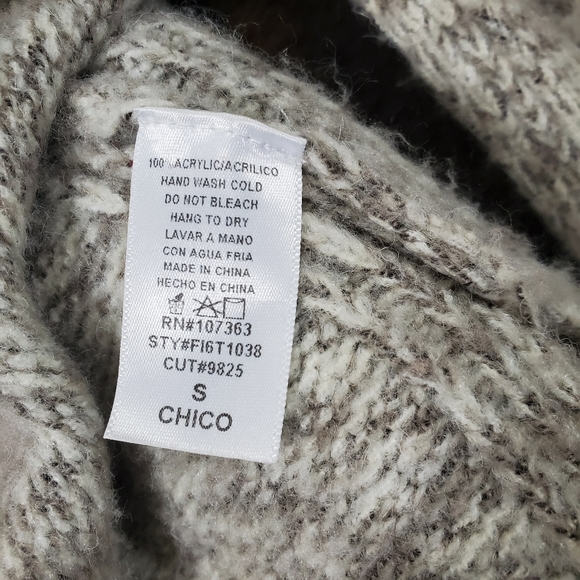 100% ACRYLIC/ACRILICO
HAND WASH COLD
DO NOT BLEACH
HANG TO DRY
LAVAR A MANO
CON AGUA FRIA
MADE IN CHINA
HECHO EN CHINA
RN#107363
STY#FI6T1038
CUT#9825
S
CHICO